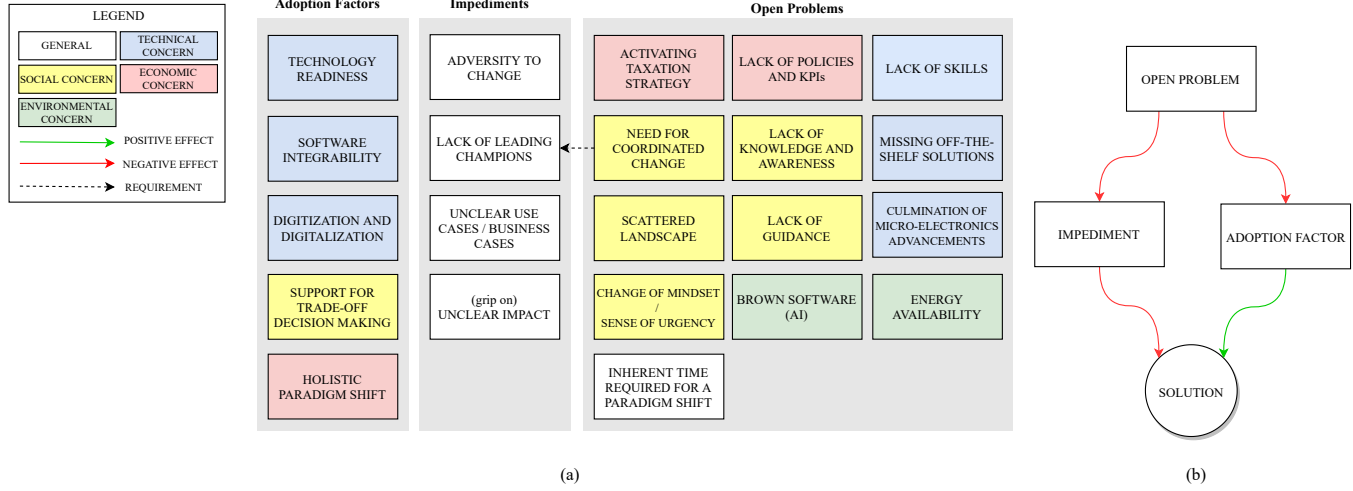 LEGEND
GENERAL
TECHNICAL
CONCERN
SOCIAL CONCERN
ECONOMIC
CONCERN
ENVIRONMENTAL
CONCERN
POSITIVE EFFECT
NEGATIVE EFFECT
REQUIREMENT
Adoption Factors
TECHNOLOGY
READINESS
SOFTWARE
INTEGRABILITY
DIGITIZATION AND
DIGITALIZATION
SUPPORT FOR
TRADE-OFF
DECISION MAKING
HOLISTIC
PARADIGM SHIFT
Impediments
ADVERSITY TO
CHANGE
LACK OF LEADING
CHAMPIONS
UNCLEAR USE
CASES / BUSINESS
CASES
(grip on)
UNCLEAR IMPACT
Open Problems
ACTIVATING
TAXATION
STRATEGY
LACK OF POLICIES
AND KPIs
LACK OF SKILLS
NEED FOR
COORDINATED
CHANGE
LACK OF
KNOWLEDGE AND
AWARENESS
MISSING OFF-THE-
SHELF SOLUTIONS
SCATTERED
LANDSCAPE
LACK OF
GUIDANCE
CULMINATION OF
MICRO-ELECTRONICS
ADVANCEMENTS
CHANGE OF MINDSET
/
SENSE OF URGENCY
BROWN SOFTWARE
(AI)
ENERGY
AVAILABILITY
INHERENT TIME
REQUIRED FOR A
PARADIGM SHIFT
(a)
OPEN PROBLEM
IMPEDIMENT
ADOPTION FACTOR
SOLUTION
(b)